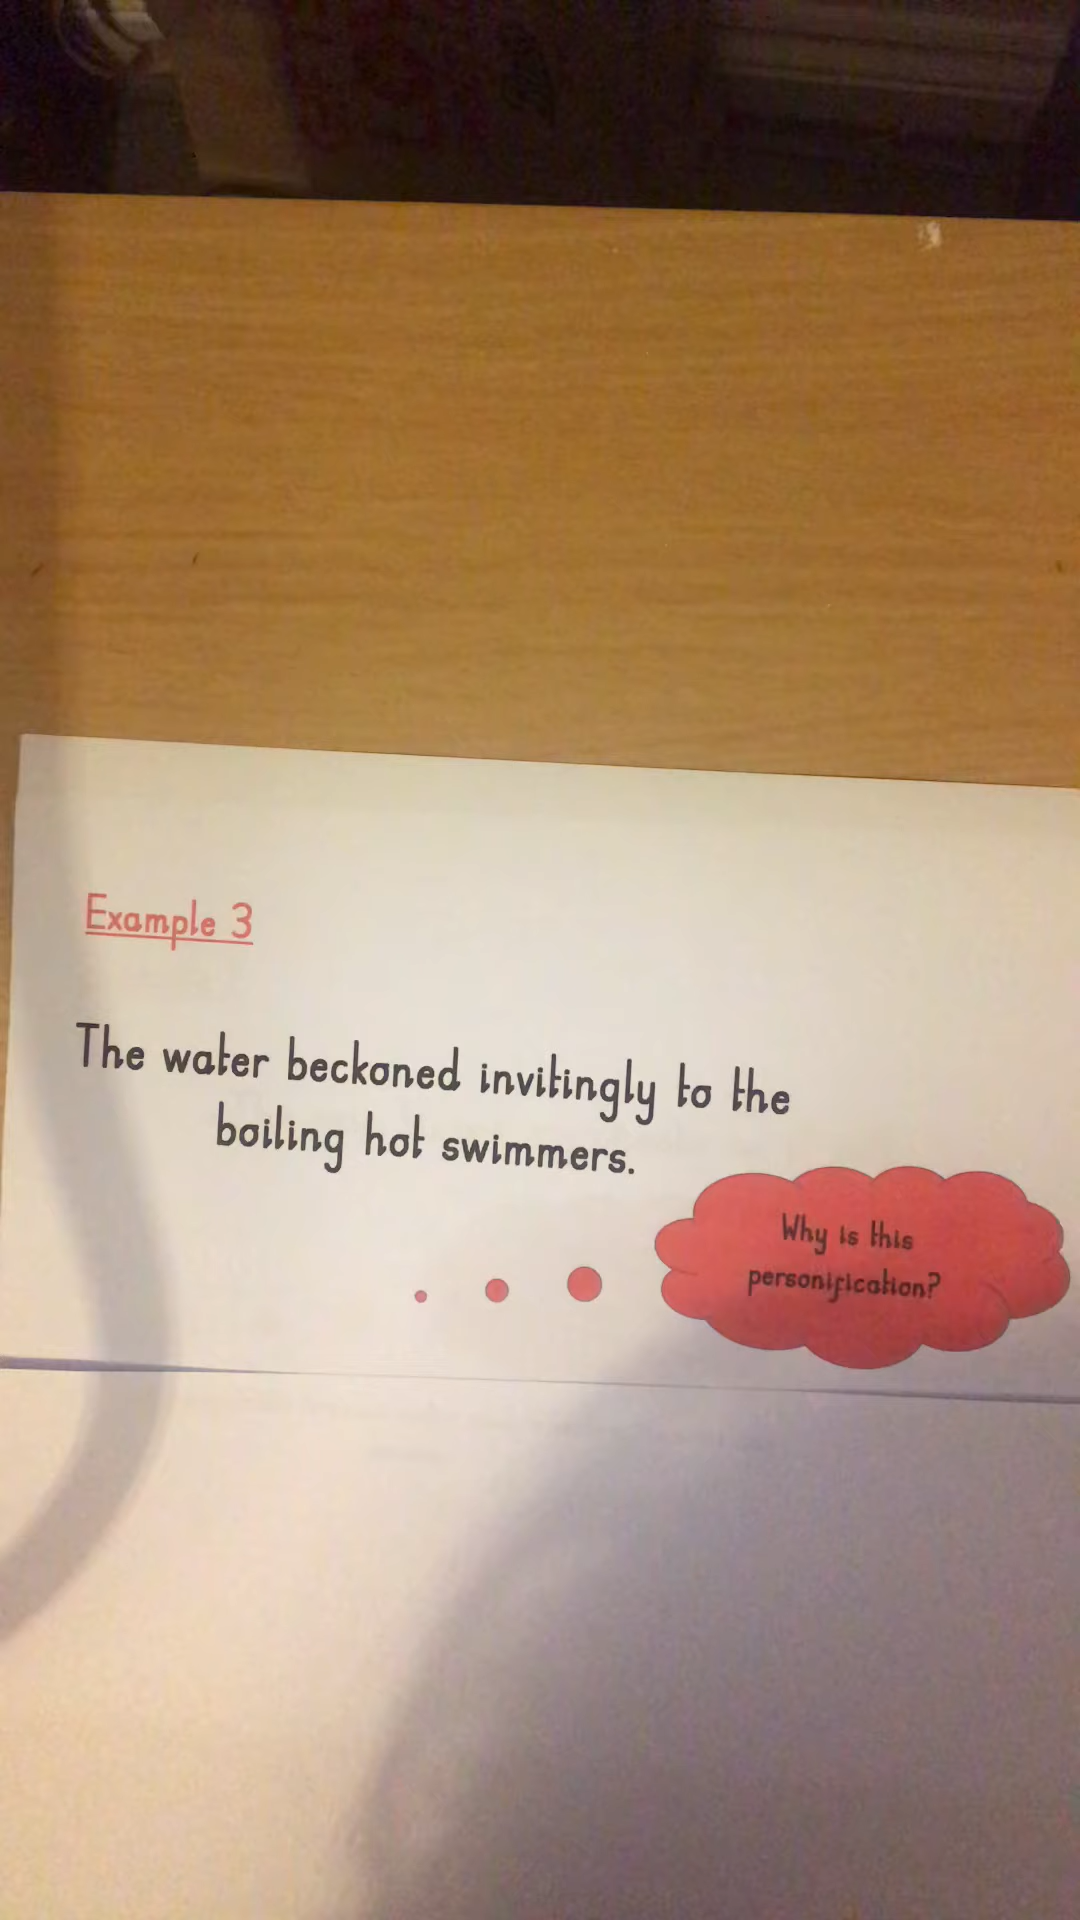 Example 3
The water beckoned invitingly to the
boiling hot swimmers.
Why is this
personification?